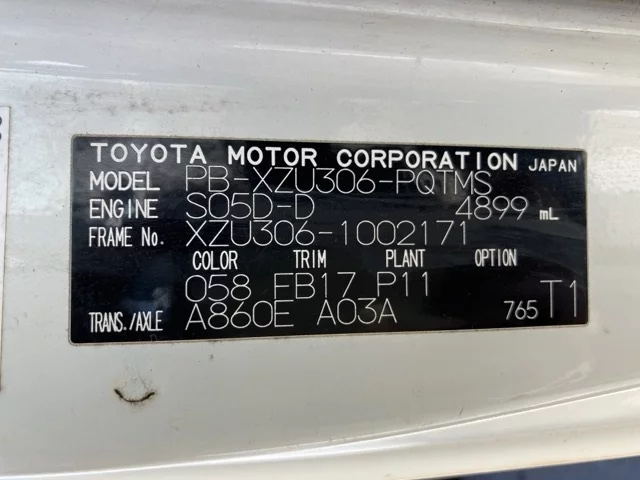 TOYOTA MOTOR CORPORATION JAPAN
MODEL PB-XZU306-PQTMS
ENGINE S05D-D 4899 mL
FRAME No. XZU306-1002171
COLOR TRIM PLANT OPTION
058 FB17 P11
TRANS./AXLE A860E A03A 765 T1